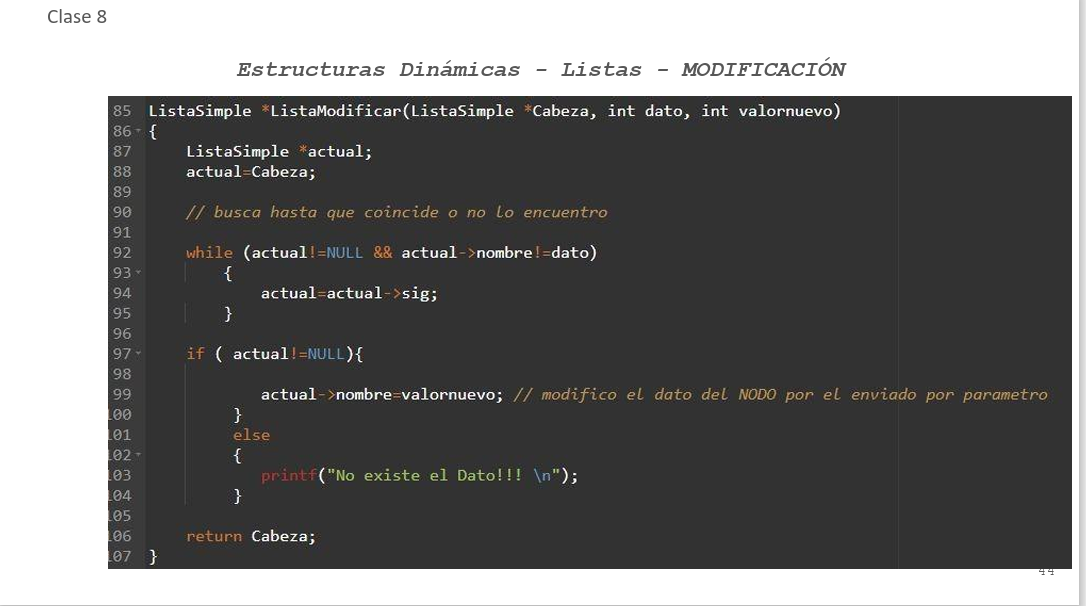 Clase 8
Estructuras Dinámicas - Listas - MODIFICACIÓN
85 ListaSimple *ListaModificar(ListaSimple *Cabeza, int dato, int valornuevo)
86 {
87 ListaSimple *actual;
88 actual=Cabeza;
89
90 // busca hasta que coincide o no lo encuentro
91
92 while (actual!=NULL && actual->nombre!=dato)
93 {
94 actual=actual->sig;
95 }
96
97 if ( actual!=NULL){
98
99 actual->nombre=valornuevo; // modifico el dato del NODO por el enviado por parametro
100 }
101 else
102 {
103 printf("No existe el Dato!!! \n");
104 }
105
106 return Cabeza;
107 }
44